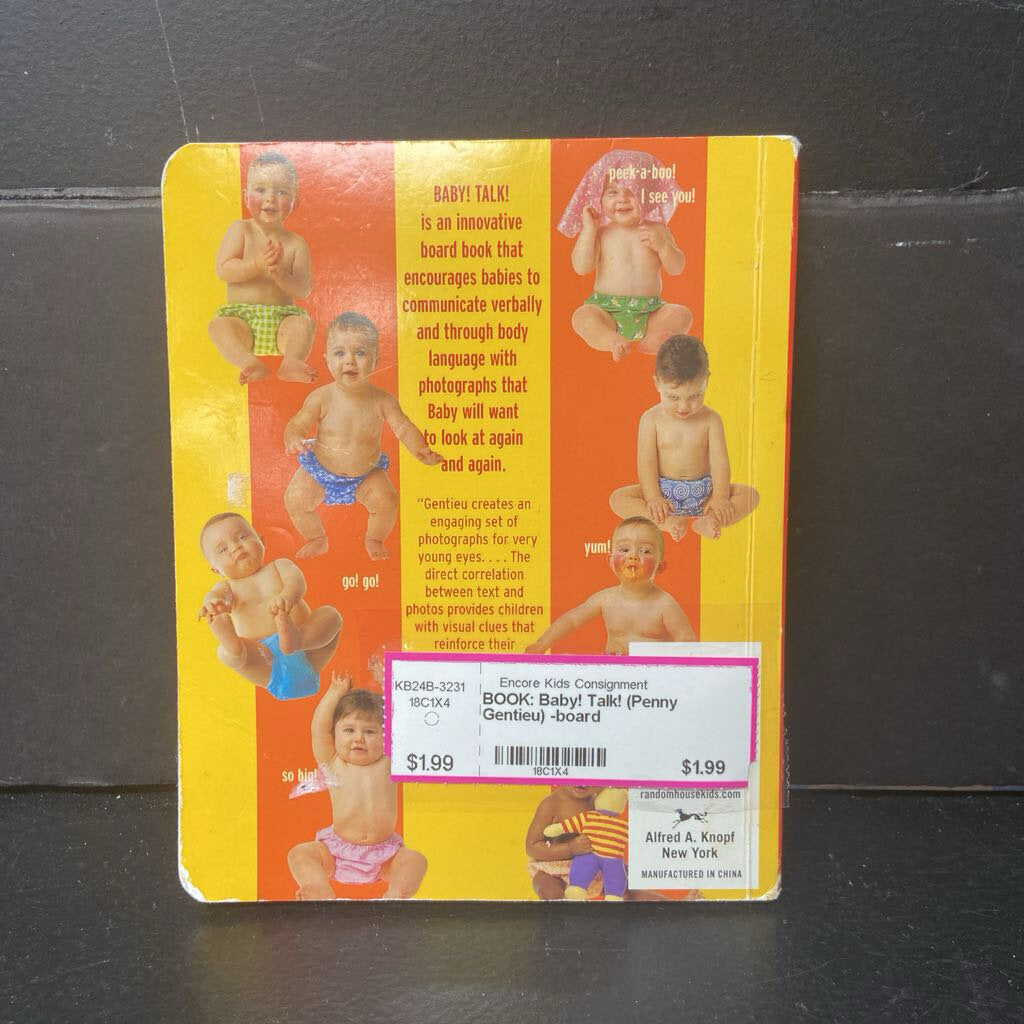 BABY! TALK!
is an innovative
board book that
encourages babies to
communicate verbally
and through body
language with
photographs that
Baby will want
to look at again
and again.
"Gentieu creates an
engaging set of
photographs for very
young eyes. . . . The
direct correlation
between text and
photos provides children
with visual clues that
reinforce their
peek-a-boo!
I see you!
go! go!
yum!
so big!
KB24B-3231
18C1X4
$1.99
Encore Kids Consignment
BOOK: Baby! Talk! (Penny
Gentieu) -board
18C1X4
$1.99
randomhousekids.com
Alfred A. Knopf
New York
MANUFACTURED IN CHINA